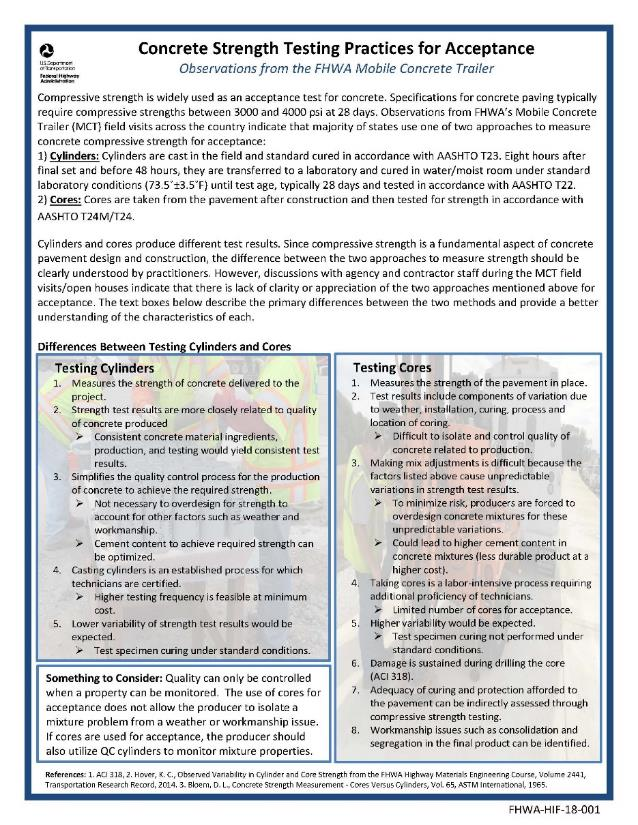 Concrete Strength Testing Practices for Acceptance
Observations from the FHWA Mobile Concrete Trailer
U.S. Department
of Transportation
Federal Highway
Administration
Compressive strength is widely used as an acceptance test for concrete. Specifications for concrete paving typically
require compressive strengths between 3000 and 4000 psi at 28 days. Observations from FHWA's Mobile Concrete
Trailer (MCT) field visits across the country indicate that majority of states use one of two approaches to measure
concrete compressive strength for acceptance:
1) Cylinders: Cylinders are cast in the field and standard cured in accordance with AASHTO T23. Eight hours after
final set and before 48 hours, they are transferred to a laboratory and cured in water/moist room under standard
laboratory conditions (73.5˚±3.5˚F) until test age, typically 28 days and tested in accordance with AASHTO T22.
2) Cores: Cores are taken from the pavement after construction and then tested for strength in accordance with
AASHTO T24M/T24.
Cylinders and cores produce different test results. Since compressive strength is a fundamental aspect of concrete
pavement design and construction, the difference between the two approaches to measure strength should be
clearly understood by practitioners. However, discussions with agency and contractor staff during the MCT field
visits/open houses indicate that there is lack of clarity or appreciation of the two approaches mentioned above for
acceptance. The text boxes below describe the primary differences between the two methods and provide a better
understanding of the characteristics of each.
Differences Between Testing Cylinders and Cores
Testing Cylinders
1. Measures the strength of concrete delivered to the
project.
2. Strength test results are more closely related to quality
of concrete produced
➢ Consistent concrete material ingredients,
production, and testing would yield consistent test
results.
3. Simplifies the quality control process for the production
of concrete to achieve the required strength.
➢ Not necessary to overdesign for strength to
account for other factors such as weather and
workmanship.
➢ Cement content to achieve required strength can
be optimized.
4. Casting cylinders is an established process for which
technicians are certified.
➢ Higher testing frequency is feasible at minimum
cost.
5. Lower variability of strength test results would be
expected.
➢ Test specimen curing under standard conditions.
Something to Consider: Quality can only be controlled
when a property can be monitored. The use of cores for
acceptance does not allow the producer to isolate a
mixture problem from a weather or workmanship issue.
If cores are used for acceptance, the producer should
also utilize QC cylinders to monitor mixture properties.
Testing Cores
1. Measures the strength of the pavement in place.
2. Test results include components of variation due
to weather, installation, curing, process and
location of coring.
➢ Difficult to isolate and control quality of
concrete related to production.
3. Making mix adjustments is difficult because the
factors listed above cause unpredictable
variations in strength test results.
➢ To minimize risk, producers are forced to
overdesign concrete mixtures for these
unpredictable variations.
➢ Could lead to higher cement content in
concrete mixtures (less durable product at a
higher cost).
4. Taking cores is a labor-intensive process requiring
additional proficiency of technicians.
➢ Limited number of cores for acceptance.
5. Higher variability would be expected.
➢ Test specimen curing not performed under
standard conditions.
6. Damage is sustained during drilling the core
(ACI 318).
7. Adequacy of curing and protection afforded to
the pavement can be indirectly assessed through
compressive strength testing.
8. Workmanship issues such as consolidation and
segregation in the final product can be identified.
References: 1. ACI 318, 2. Hover, K. C., Observed Variability in Cylinder and Core Strength from the FHWA Highway Materials Engineering Course, Volume 2441,
Transportation Research Record, 2014. 3. Bloem, D. L., Concrete Strength Measurement - Cores Versus Cylinders, Vol. 65, ASTM International, 1965.
FHWA-HIF-18-001